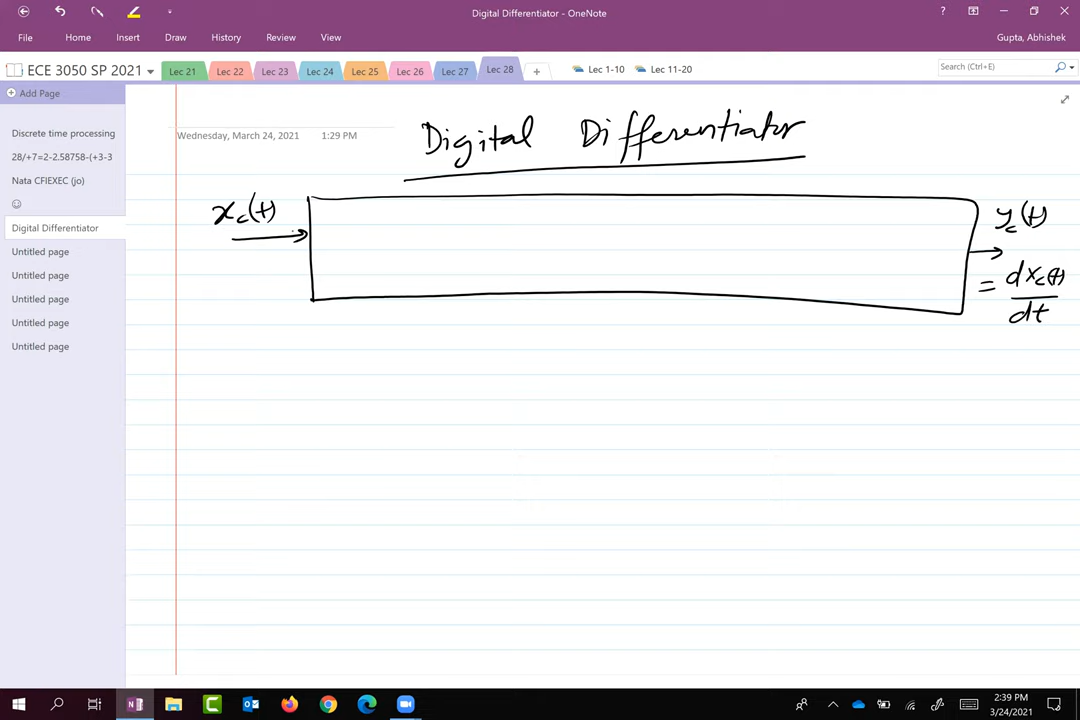 Digital Differentiator - OneNote
?
File
Home
Insert
Draw
History
Review
View
Gupta, Abhishek
ECE 3050 SP 2021
Lec 21
Lec 22
Lec 23
Lec 24
Lec 25
Lec 26
Lec 27
Lec 28
+
Lec 1-10
Lec 11-20
Search (Ctrl+E)
Add Page
Discrete time processing
28/+7=2-2.58758-(+3-3
Nata CFIEXEC (jo)
Digital Differentiator
Untitled page
Untitled page
Untitled page
Untitled page
Untitled page
Wednesday, March 24, 2021
1:29 PM
Digital Differentiator
x_c(t)
y_c(t)
= dx_c(t)
dt
2:39 PM
3/24/2021